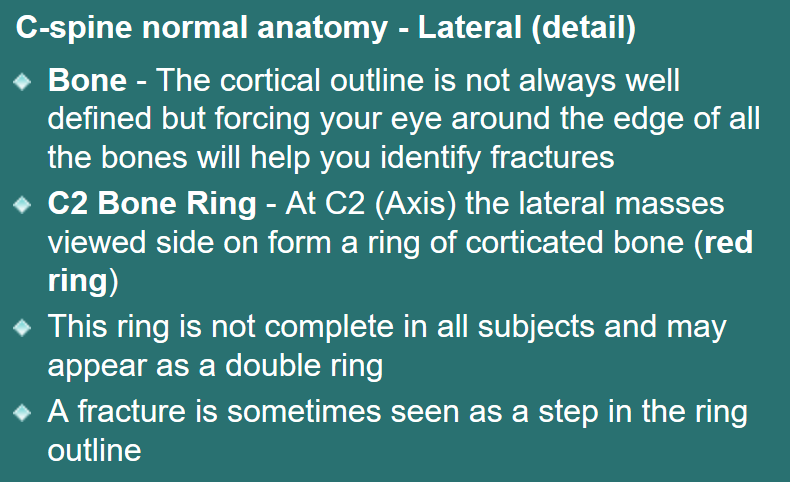 C-spine normal anatomy - Lateral (detail)
Bone - The cortical outline is not always well
defined but forcing your eye around the edge of all
the bones will help you identify fractures
C2 Bone Ring - At C2 (Axis) the lateral masses
viewed side on form a ring of corticated bone (red
ring)
This ring is not complete in all subjects and may
appear as a double ring
A fracture is sometimes seen as a step in the ring
outline